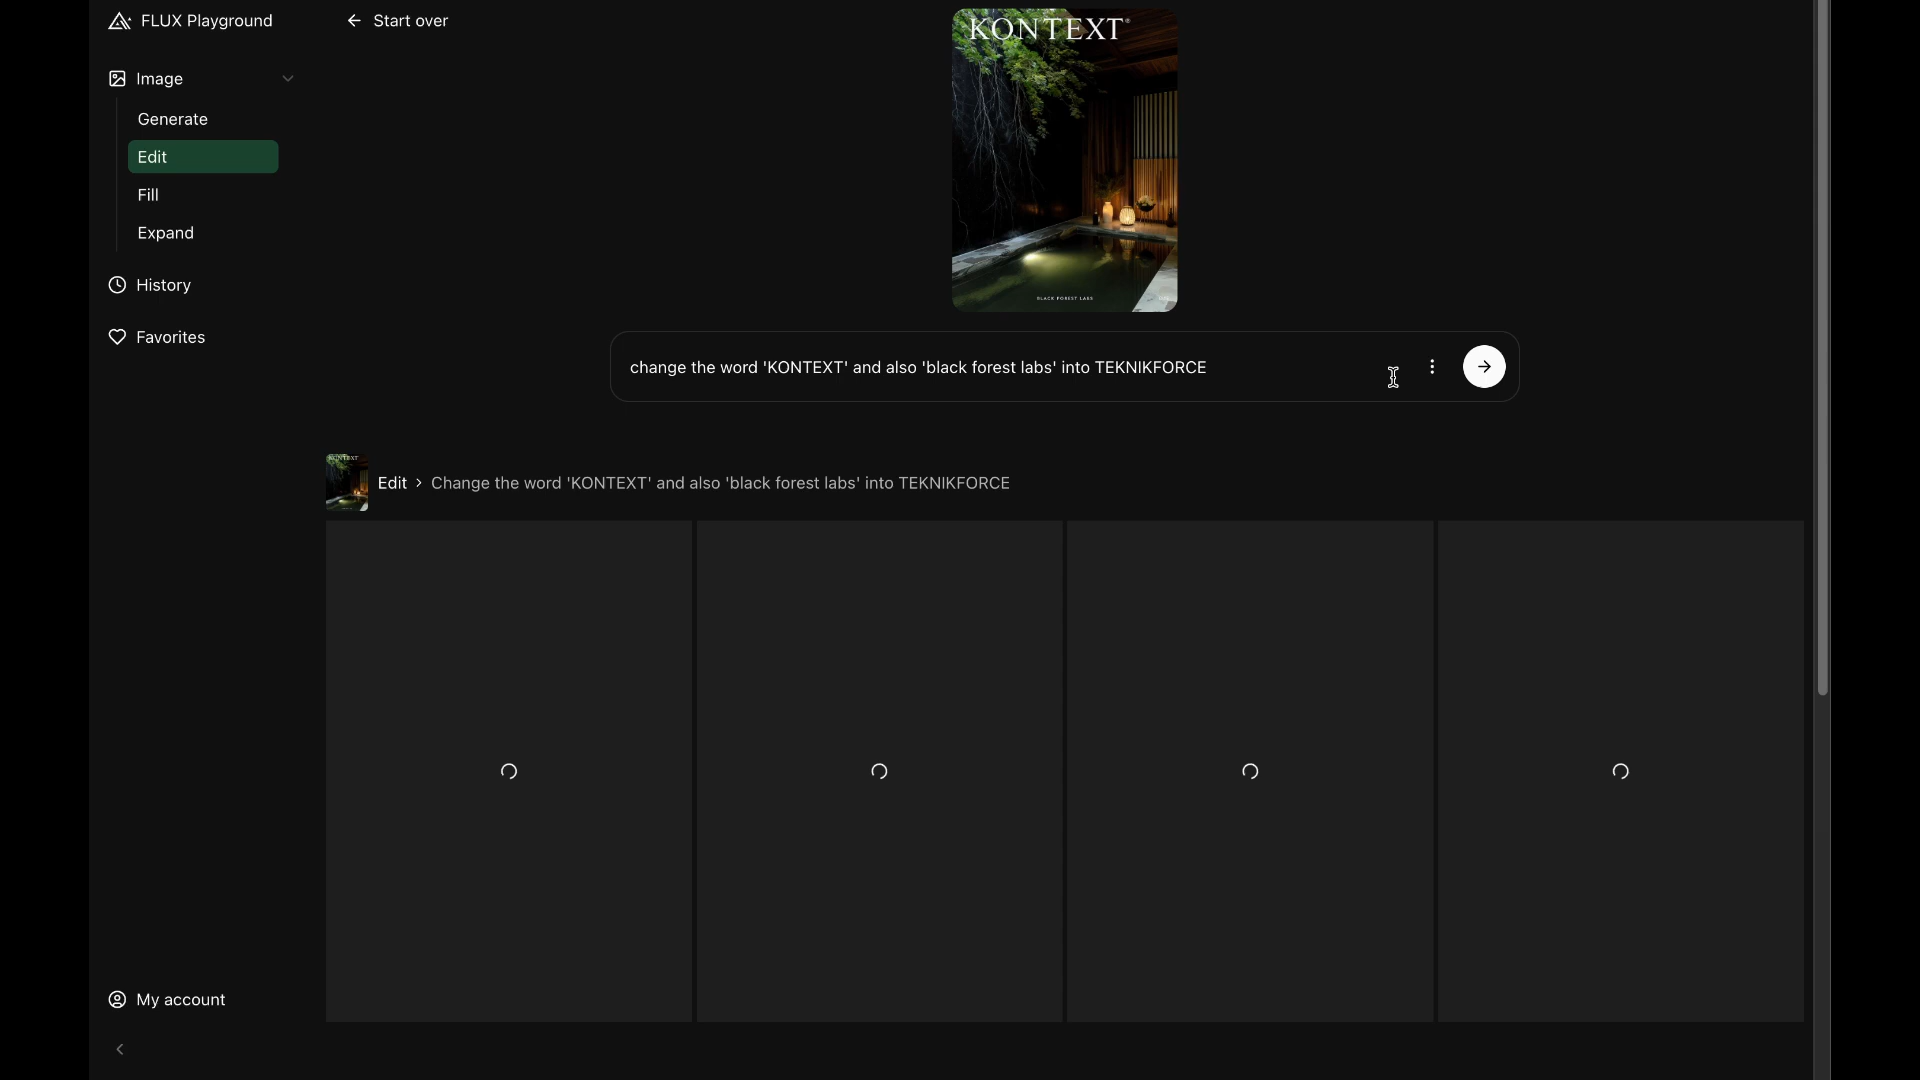 FLUX Playground
Start over
Image
Generate
Edit
Fill
Expand
History
Favorites
KONTEXT
BLACK FOREST LABS
change the word 'KONTEXT' and also 'black forest labs' into TEKNIKFORCE
KONTEXT
Edit > Change the word 'KONTEXT' and also 'black forest labs' into TEKNIKFORCE
My account